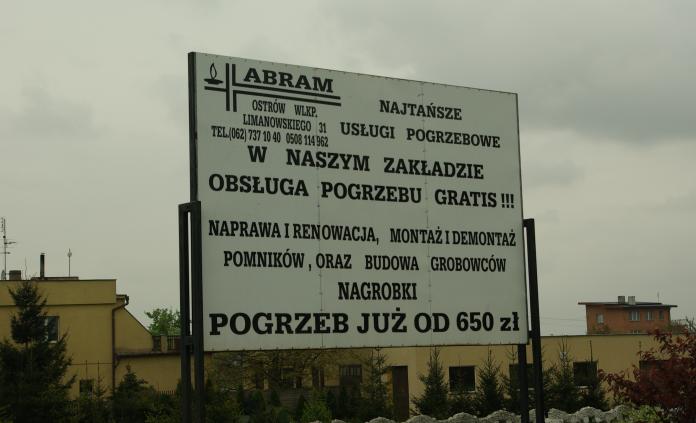 ABRAM
OSTRÓW WLKP.
LIMANOWSKIEGO 31
TEL.(062) 737 10 40 0508 114 962
NAJTAŃSZE
USŁUGI POGRZEBOWE
W NASZYM ZAKŁADZIE
OBSŁUGA POGRZEBU GRATIS !!!
NAPRAWA I RENOWACJA, MONTAŻ I DEMONTAŻ
POMNIKÓW, ORAZ BUDOWA GROBOWCÓW
NAGROBKI
POGRZEB JUŻ OD 650 zł